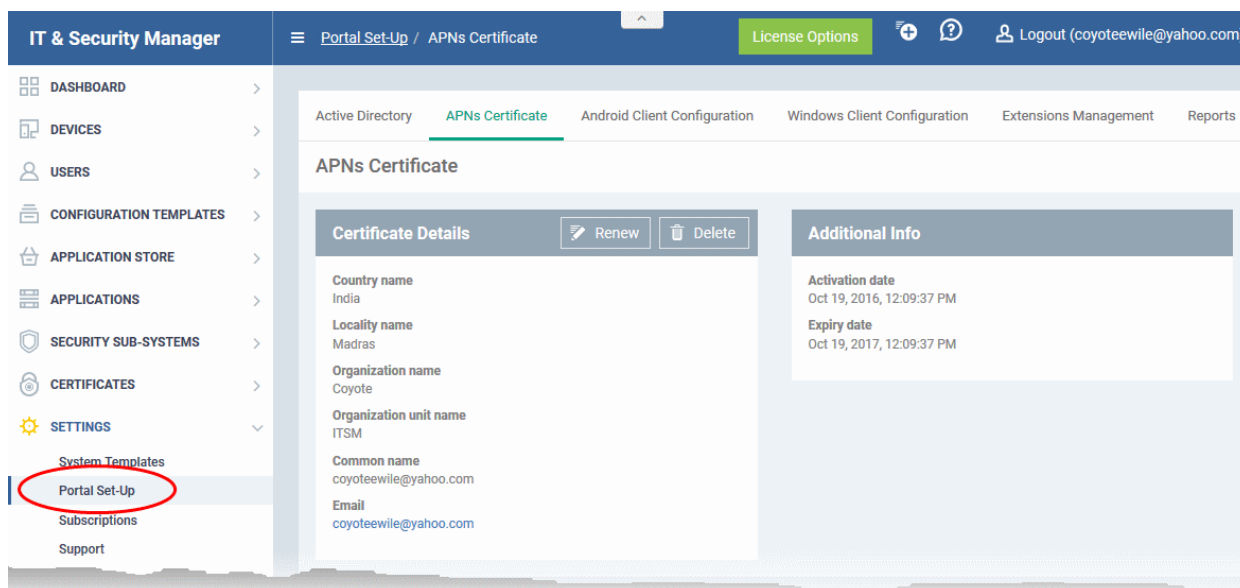 IT & Security Manager
Portal Set-Up / APNs Certificate
License Options
Logout (coyoteewile@yahoo.com
DASHBOARD
DEVICES
USERS
CONFIGURATION TEMPLATES
APPLICATION STORE
APPLICATIONS
SECURITY SUB-SYSTEMS
CERTIFICATES
SETTINGS
System Templates
Portal Set-Up
Subscriptions
Support
Active Directory APNs Certificate Android Client Configuration Windows Client Configuration Extensions Management Reports
APNs Certificate
Certificate Details
Renew
Delete
Country name
India
Locality name
Madras
Organization name
Coyote
Organization unit name
ITSM
Common name
coyoteewile@yahoo.com
Email
coyoteewile@yahoo.com
Additional Info
Activation date
Oct 19, 2016, 12:09:37 PM
Expiry date
Oct 19, 2017, 12:09:37 PM